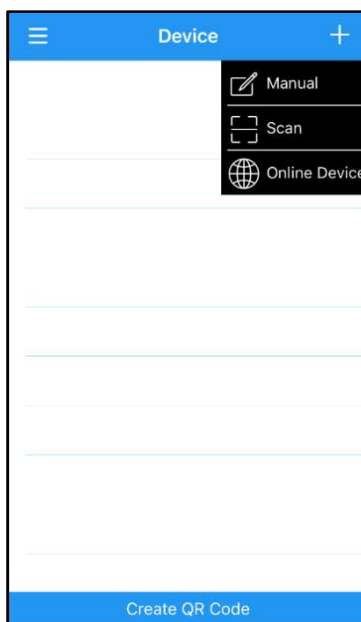 Device
Manual
Scan
Online Device
Create QR Code